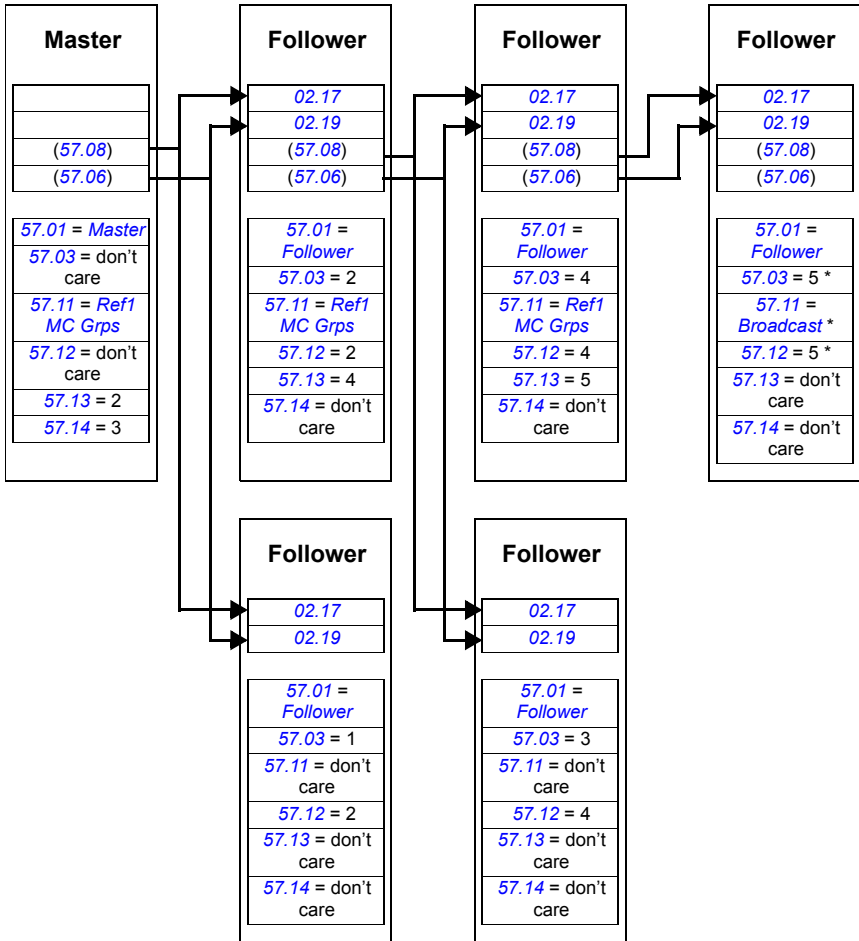 Master
(57.08)
(57.06)
57.01 = Master
57.03 = don't
care
57.11 = Ref1
MC Grps
57.12 = don't
care
57.13 = 2
57.14 = 3
Follower
02.17
02.19
(57.08)
(57.06)
57.01 =
Follower
57.03 = 2
57.11 = Ref1
MC Grps
57.12 = 2
57.13 = 4
57.14 = don't
care
Follower
02.17
02.19
(57.08)
(57.06)
57.01 =
Follower
57.03 = 4
57.11 = Ref1
MC Grps
57.12 = 4
57.13 = 5
57.14 = don't
care
Follower
02.17
02.19
(57.08)
(57.06)
57.01 =
Follower
57.03 = 5 *
57.11 =
Broadcast *
57.12 = 5 *
57.13 = don't
care
57.14 = don't
care
Follower
02.17
02.19
57.01 =
Follower
57.03 = 1
57.11 = don't
care
57.12 = 2
57.13 = don't
care
57.14 = don't
care
Follower
02.17
02.19
57.01 =
Follower
57.03 = 3
57.11 = don't
care
57.12 = 4
57.13 = don't
care
57.14 = don't
care